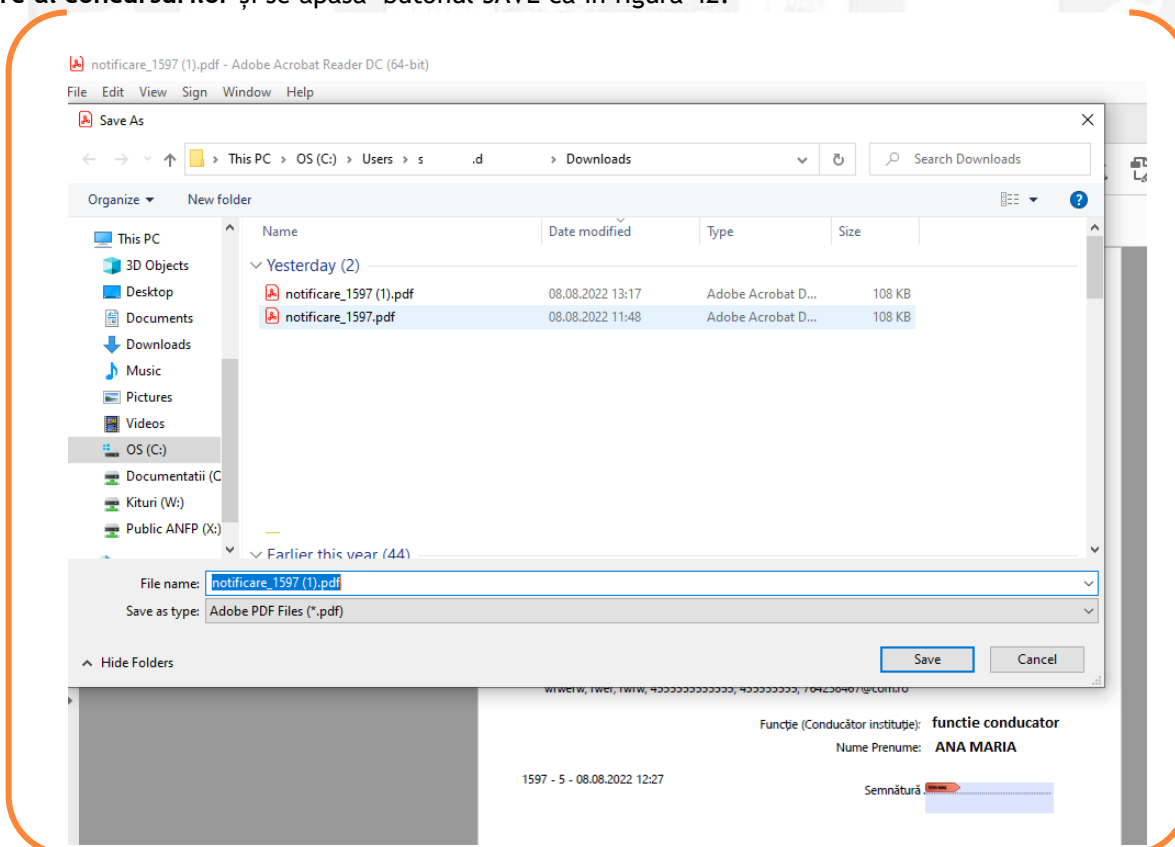 re al concursurilor și se apasă butonul SAVE ca în figura 12.
notificare_1597 (1).pdf - Adobe Acrobat Reader DC (64-bit)
File Edit View Sign Window Help
Save As
This PC > OS (C:) > Users > s .d > Downloads
Search Downloads
Organize
New folder
Name Date modified Type Size
This PC
3D Objects
Desktop
Documents
Downloads
Music
Pictures
Videos
OS (C:)
Documentatii (C
Kituri (W:)
Public ANFP (X:)
Yesterday (2)
notificare_1597 (1).pdf 08.08.2022 13:17 Adobe Acrobat D... 108 KB
notificare_1597.pdf 08.08.2022 11:48 Adobe Acrobat D... 108 KB
Earlier this year (44)
File name: notificare_1597 (1).pdf
Save as type: Adobe PDF Files (*.pdf)
Hide Folders
Save Cancel
Funcție (Conducător instituție): functie conducator
Nume Prenume: ANA MARIA
1597 - 5 - 08.08.2022 12:27
Semnătură